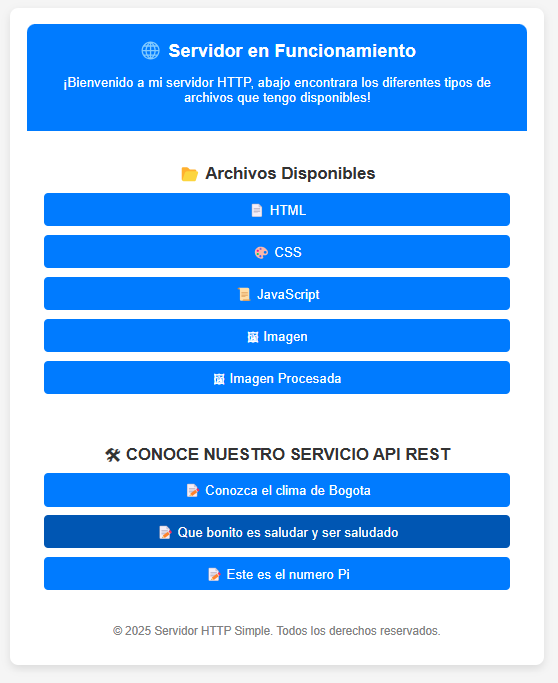 Servidor en Funcionamiento
¡Bienvenido a mi servidor HTTP, abajo encontrara los diferentes tipos de
archivos que tengo disponibles!
Archivos Disponibles
HTML
CSS
JavaScript
Imagen
Imagen Procesada
CONOCE NUESTRO SERVICIO API REST
Conozca el clima de Bogota
Que bonito es saludar y ser saludado
Este es el numero Pi
© 2025 Servidor HTTP Simple. Todos los derechos reservados.